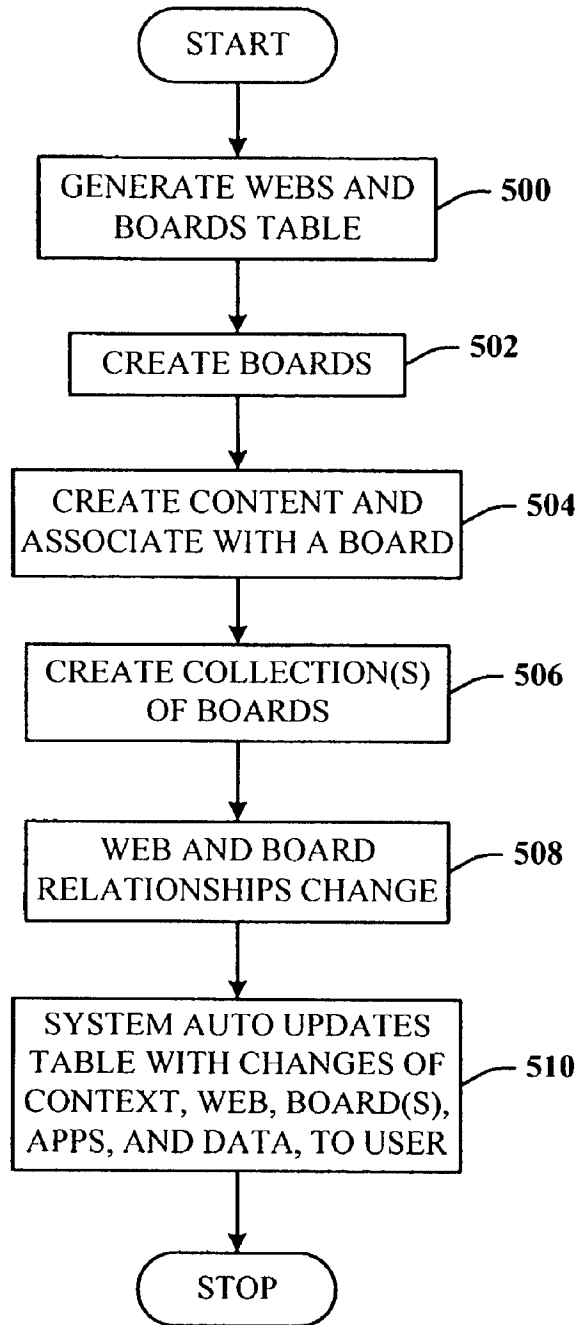 START
GENERATE WEBS AND
BOARDS TABLE
500
CREATE BOARDS
502
CREATE CONTENT AND
ASSOCIATE WITH A BOARD
504
CREATE COLLECTION(S)
OF BOARDS
506
WEB AND BOARD
RELATIONSHIPS CHANGE
508
SYSTEM AUTO UPDATES
TABLE WITH CHANGES OF
CONTEXT, WEB, BOARD(S),
APPS, AND DATA, TO USER
510
STOP